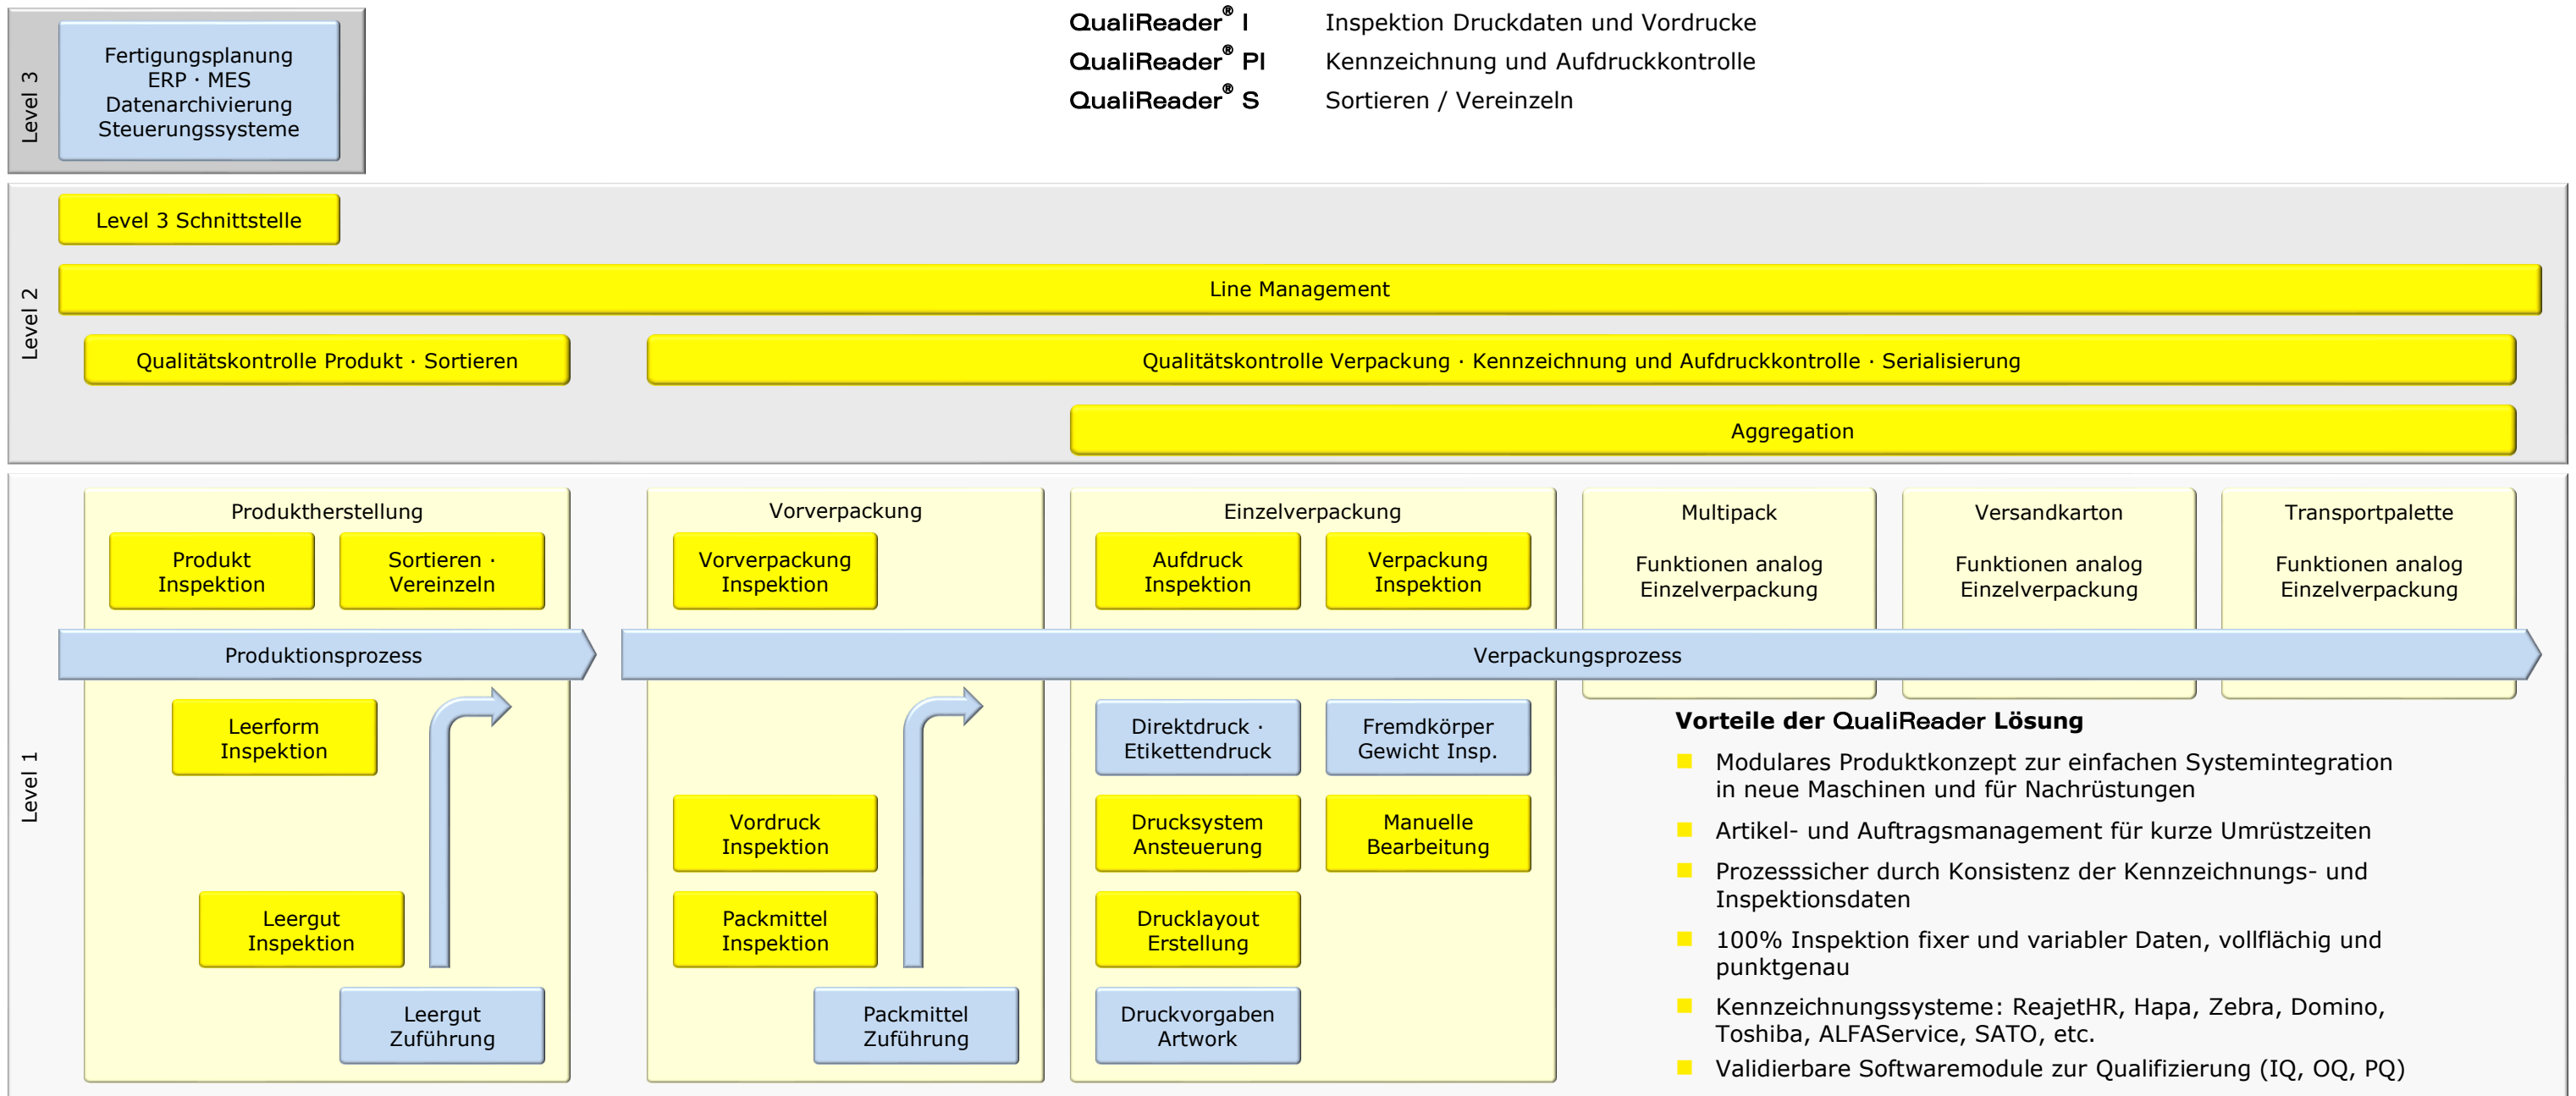 QualiReader® I Inspektion Druckdaten und Vordrucke
QualiReader® PI Kennzeichnung und Aufdruckkontrolle
QualiReader® S Sortieren / Vereinzeln
Level 3
Fertigungsplanung
ERP · MES
Datenarchivierung
Steuerungssysteme
Level 2
Level 3 Schnittstelle
Line Management
Qualitätskontrolle Produkt · Sortieren
Qualitätskontrolle Verpackung · Kennzeichnung und Aufdruckkontrolle · Serialisierung
Aggregation
Level 1
Produktherstellung
Produkt
Inspektion
Sortieren ·
Vereinzeln
Produktionsprozess
Leerform
Inspektion
Leergut
Inspektion
Leergut
Zuführung
Vorverpackung
Vorverpackung
Inspektion
Verpackungsprozess
Vordruck
Inspektion
Packmittel
Inspektion
Packmittel
Zuführung
Einzelverpackung
Aufdruck
Inspektion
Verpackung
Inspektion
Direktdruck ·
Etikettendruck
Fremdkörper
Gewicht Insp.
Drucksystem
Ansteuerung
Manuelle
Bearbeitung
Drucklayout
Erstellung
Druckvorgaben
Artwork
Multipack
Funktionen analog
Einzelverpackung
Versandkarton
Funktionen analog
Einzelverpackung
Transportpalette
Funktionen analog
Einzelverpackung
Vorteile der QualiReader Lösung
Modulares Produktkonzept zur einfachen Systemintegration
in neue Maschinen und für Nachrüstungen
Artikel- und Auftragsmanagement für kurze Umrüstzeiten
Prozesssicher durch Konsistenz der Kennzeichnungs- und
Inspektionsdaten
100% Inspektion fixer und variabler Daten, vollflächig und
punktgenau
Kennzeichnungssysteme: ReajetHR, Hapa, Zebra, Domino,
Toshiba, ALFAService, SATO, etc.
Validierbare Softwaremodule zur Qualifizierung (IQ, OQ, PQ)